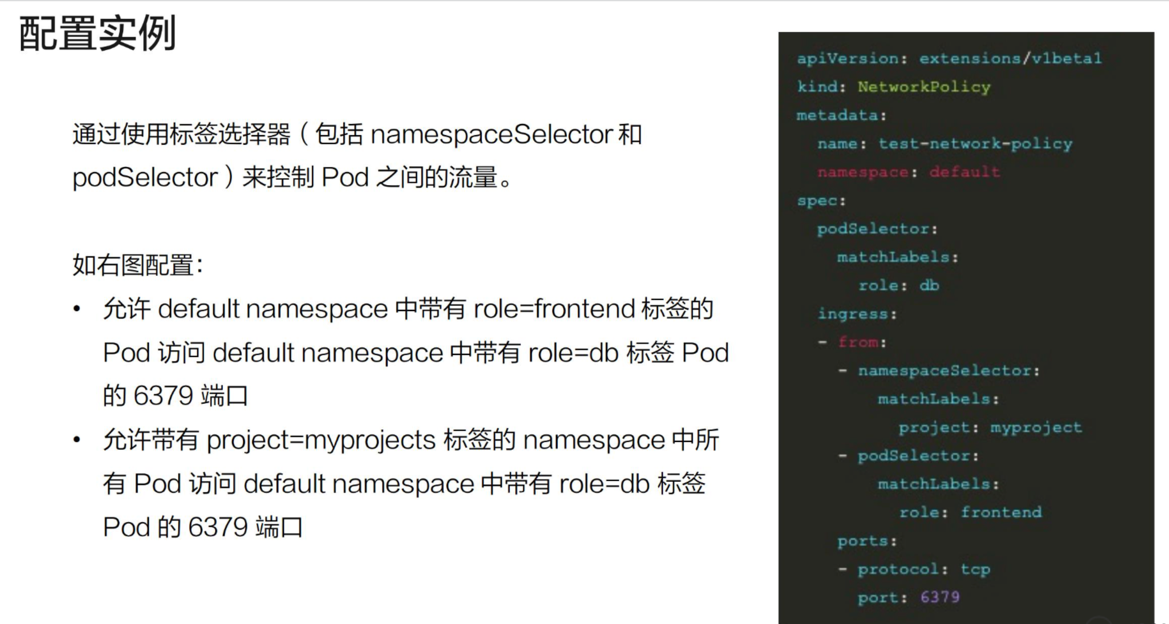 配置实例
通过使用标签选择器（包括 namespaceSelector 和
podSelector）来控制 Pod 之间的流量。
如右图配置：
• 允许 default namespace 中带有 role=frontend 标签的
Pod 访问 default namespace 中带有 role=db 标签 Pod
的 6379 端口
• 允许带有 project=myprojects 标签的 namespace 中所
有 Pod 访问 default namespace 中带有 role=db 标签
Pod 的 6379 端口
apiVersion: extensions/v1beta1
kind: NetworkPolicy
metadata:
  name: test-network-policy
  namespace: default
spec:
  podSelector:
    matchLabels:
      role: db
  ingress:
  - from:
    - namespaceSelector:
        matchLabels:
          project: myproject
    - podSelector:
        matchLabels:
          role: frontend
    ports:
    - protocol: tcp
      port: 6379